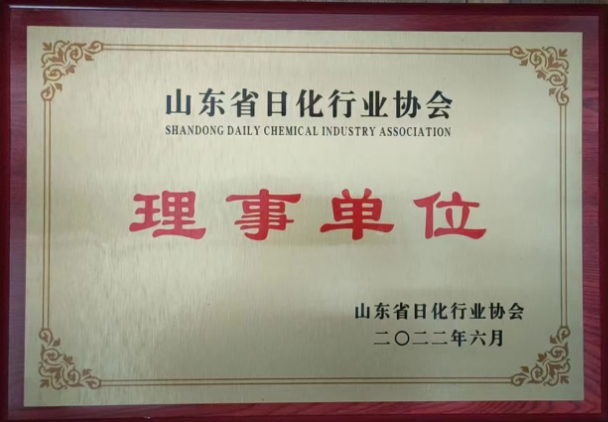 山东省日化行业协会
SHANDONG DAILY CHEMICAL INDUSTRY ASSOCIATION
理事单位
山东省日化行业协会
二〇二二年六月